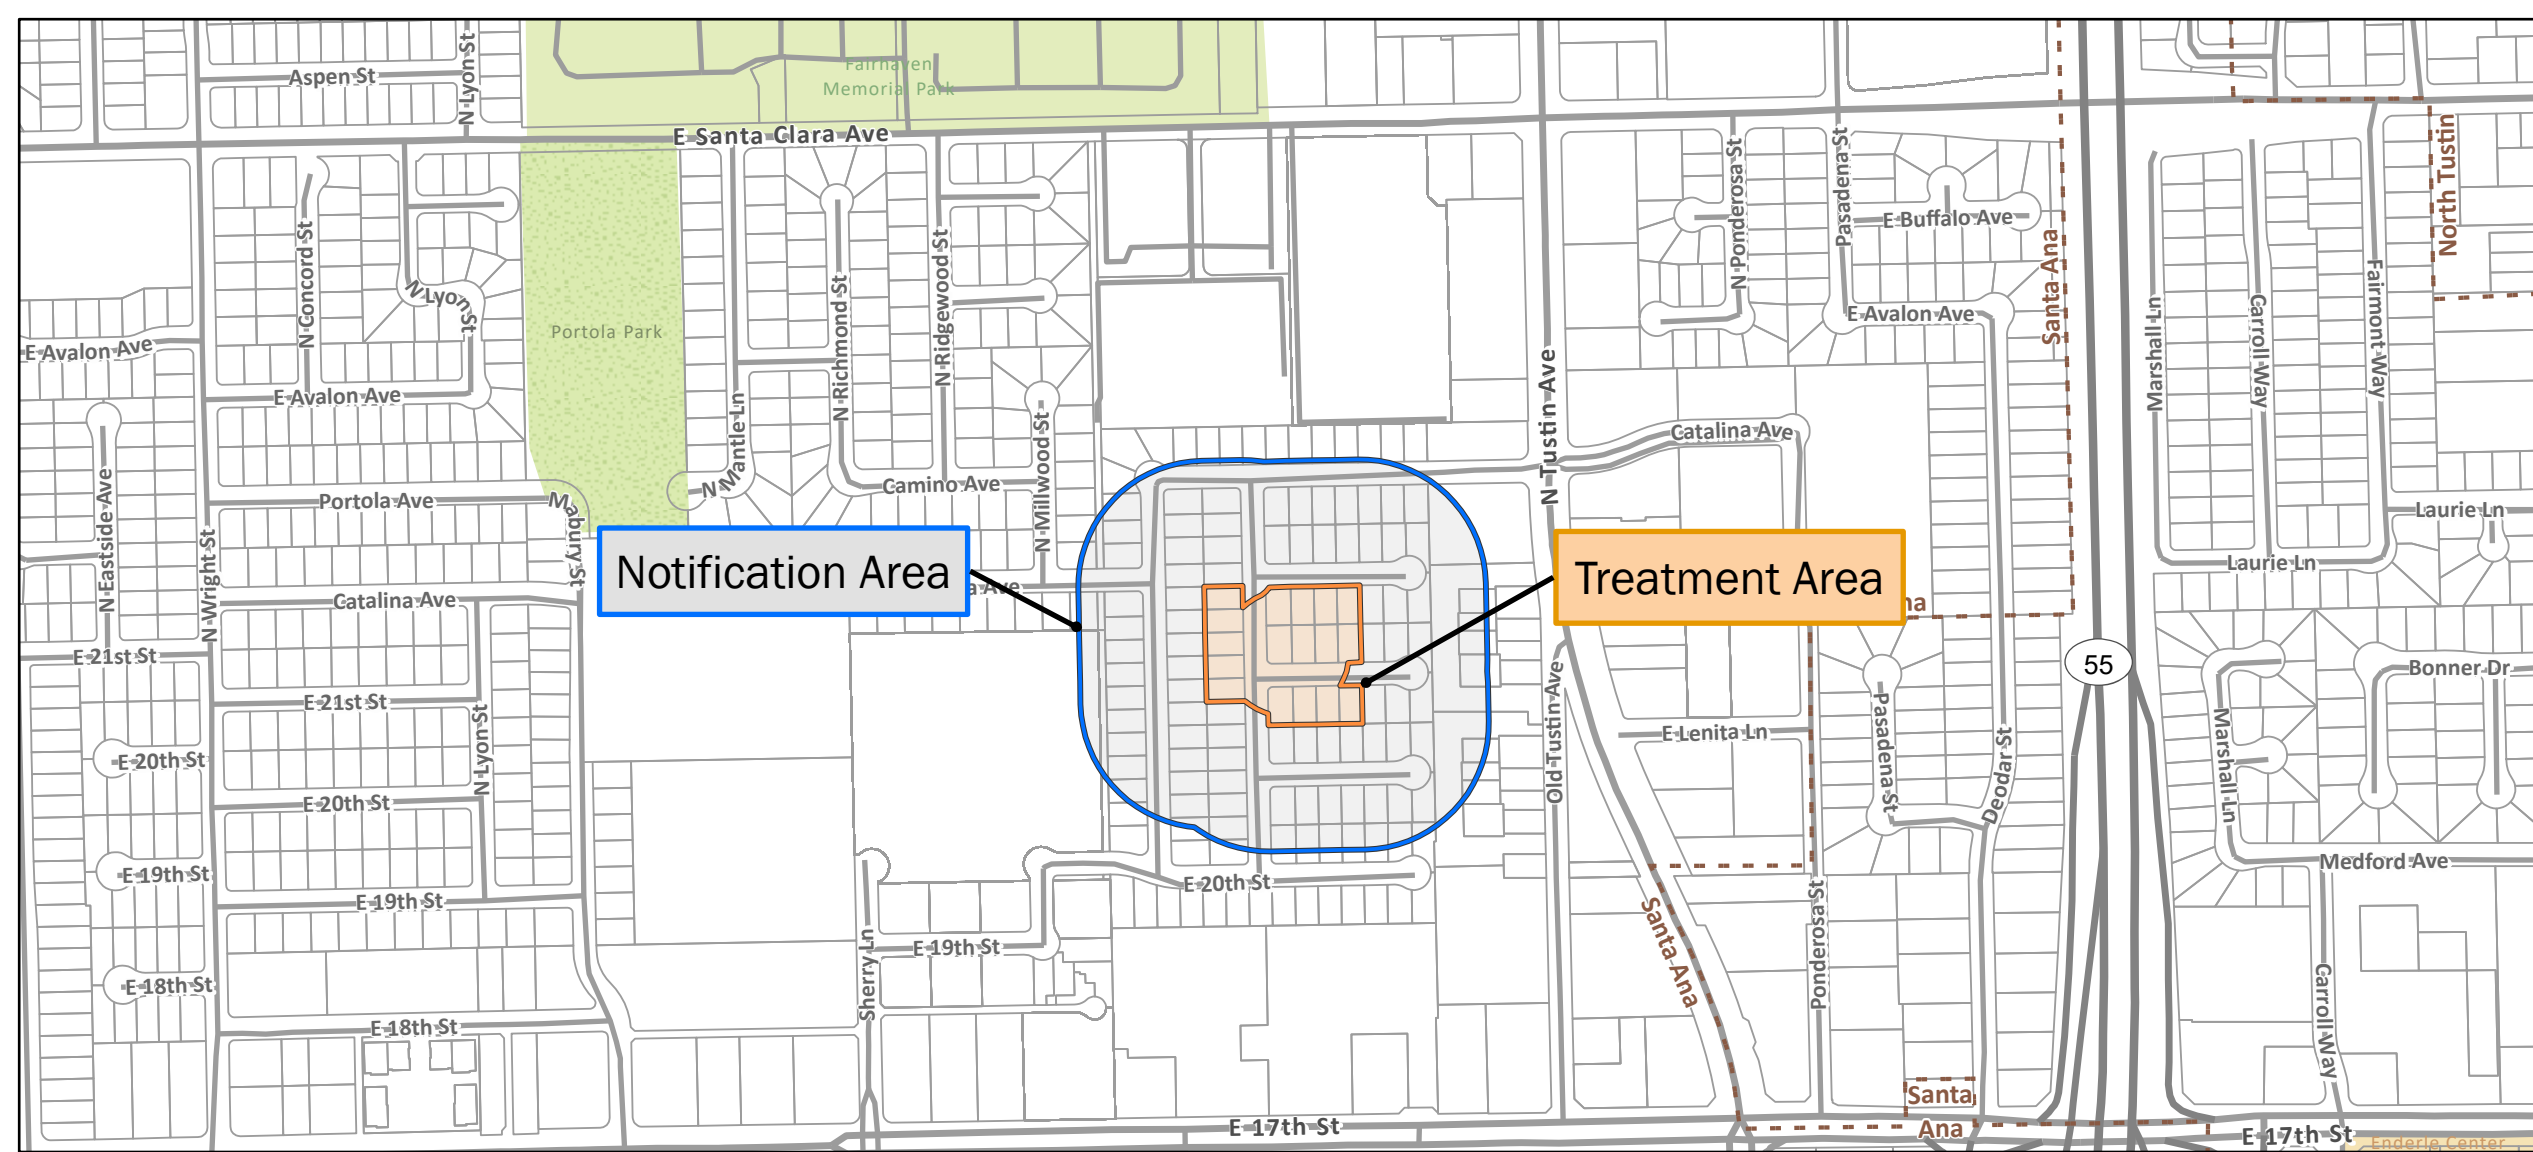 Aspen St
N Lyon St
Fairhaven
Memorial Park
E Santa Clara Ave
N Concord St
N Lyon St
Portola Park
N Richmond St
N Ridgewood St
N Mantle Ln
N Millwood St
Camino Ave
E Avalon Ave
E Avalon Ave
N Eastside Ave
N Wright St
Portola Ave
Mabury St
Catalina Ave
E 21st St
E 21st St
N Lyon St
E 20th St
E 20th St
E 19th St
E 19th St
E 18th St
E 18th St
Notification Area
a Ave
Treatment Area
N Tustin Ave
Catalina Ave
N Ponderosa St
Pasadena St
E Buffalo Ave
E Avalon Ave
Santa Ana
North Tustin
Marshall Ln
Carroll Way
Fairmont Way
Laurie Ln
Laurie Ln
na
55
Old Tustin Ave
E Lenita Ln
Pasadena St
Deodar St
Bonner Dr
Marshall Ln
Medford Ave
E 20th St
E 19th St
Sherry Ln
Santa Ana
Ponderosa St
Carroll Way
Santa
Ana
E 17th St
E 17th St
Enderle Center